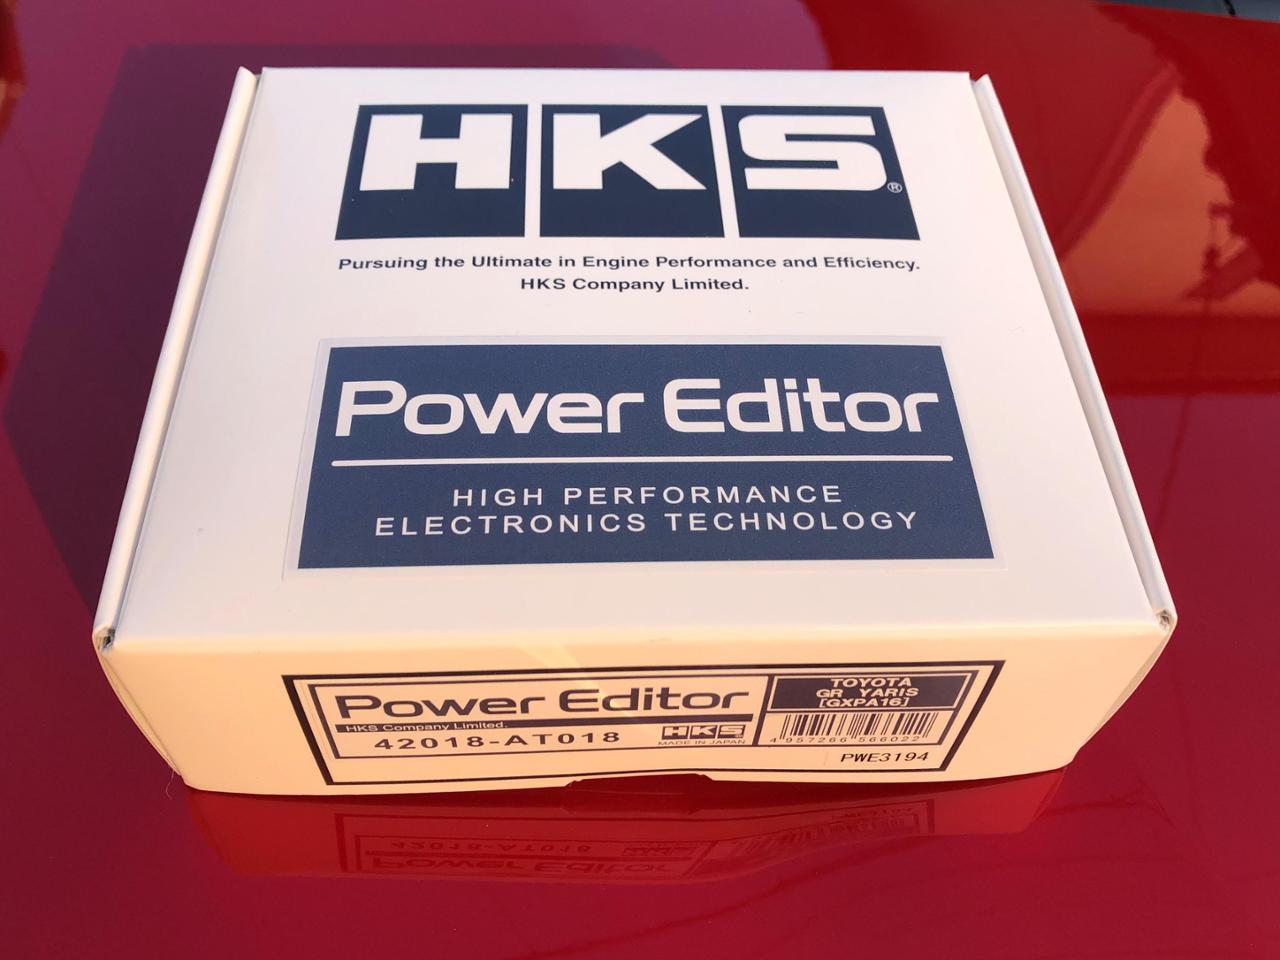 HKS®
Pursuing the Ultimate in Engine Performance and Efficiency.
HKS Company Limited.
Power Editor
HIGH PERFORMANCE
ELECTRONICS TECHNOLOGY
Power Editor
HKS Company Limited.
42018-AT018
HKS
MADE IN JAPAN
TOYOTA
GR YARIS
[GXPA16]
4 957266 566022
PWE3194